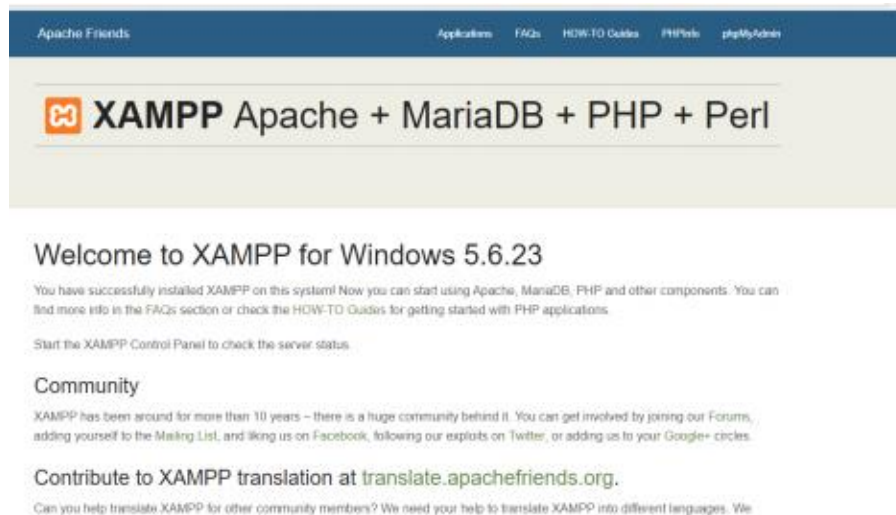 Apache Friends
Applications FAQs HOW-TO Guides PHPInfo phpMyAdmin
XAMPP Apache + MariaDB + PHP + Perl
Welcome to XAMPP for Windows 5.6.23
You have successfully installed XAMPP on this system! Now you can start using Apache, MariaDB, PHP and other components. You can
find more info in the FAQs section or check the HOW-TO Guides for getting started with PHP applications.
Start the XAMPP Control Panel to check the server status.
Community
XAMPP has been around for more than 10 years – there is a huge community behind it. You can get involved by joining our Forums,
adding yourself to the Mailing List, and liking us on Facebook, following our exploits on Twitter, or adding us to your Google+ circles.
Contribute to XAMPP translation at translate.apachefriends.org.
Can you help translate XAMPP for other community members? We need your help to translate XAMPP into different languages. We